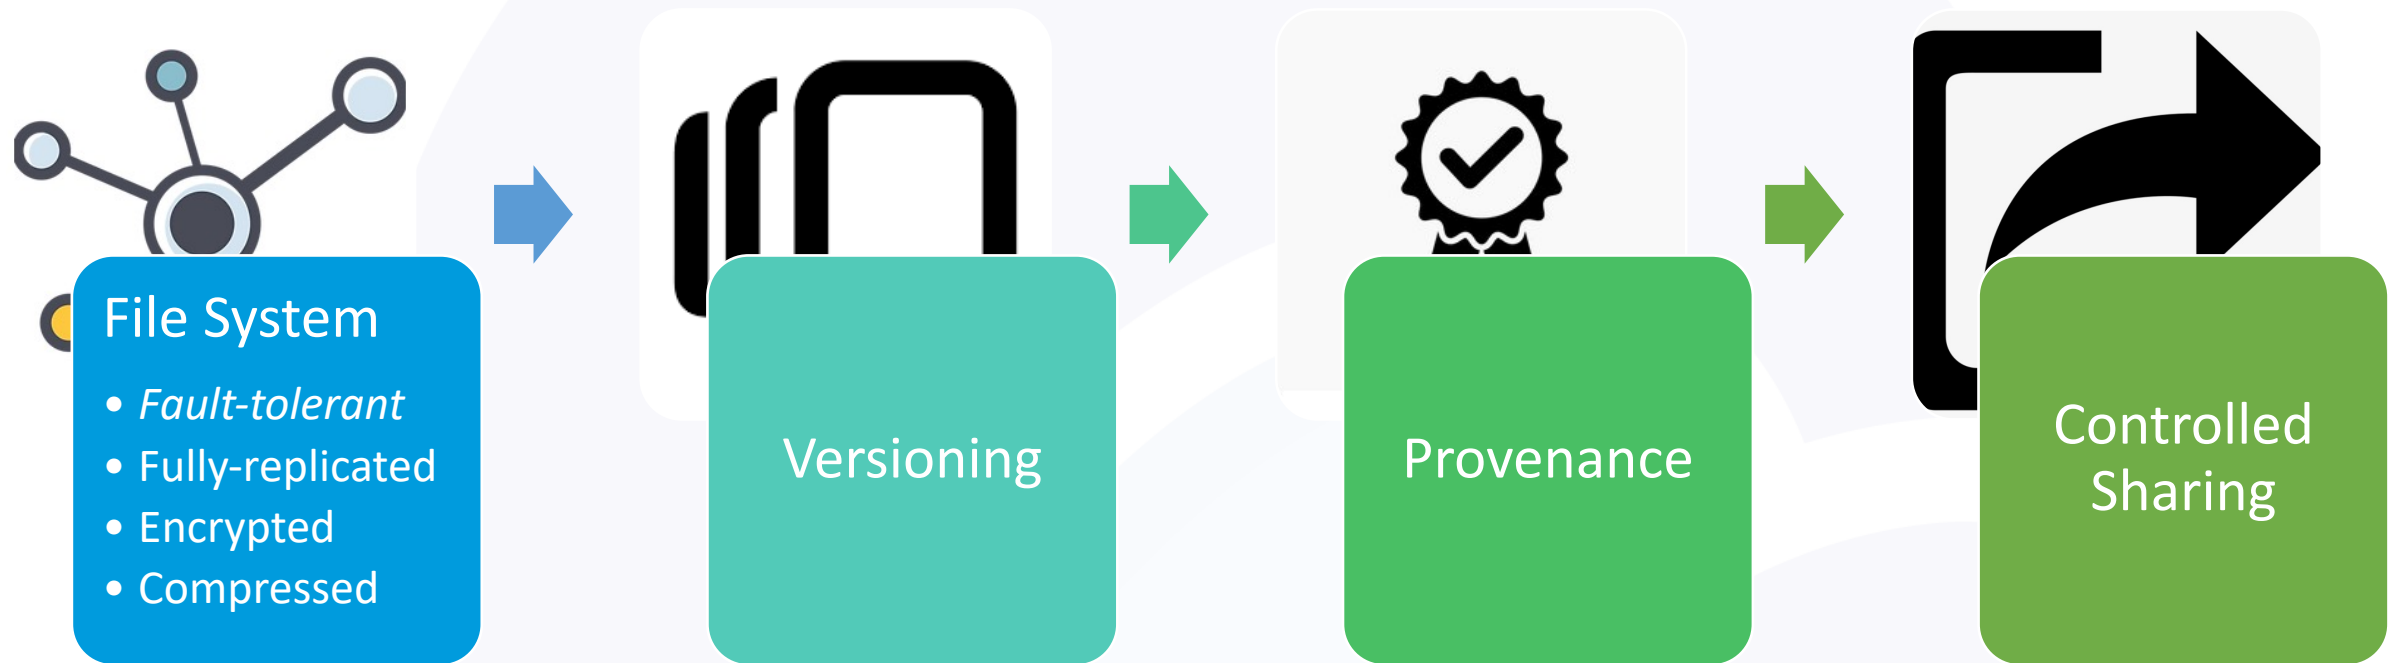 File System
• Fault-tolerant
• Fully-replicated
• Encrypted
• Compressed
Versioning
Provenance
Controlled
Sharing